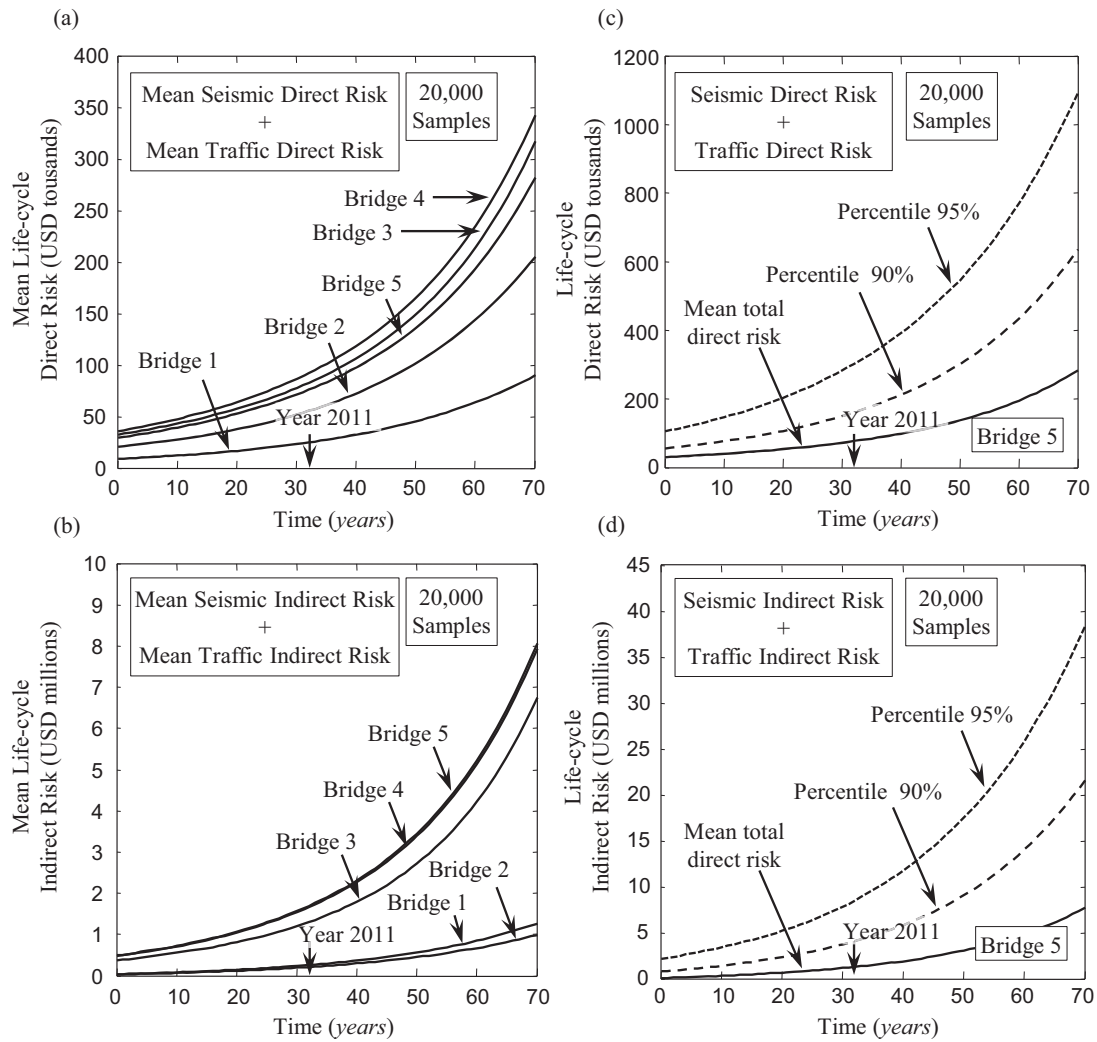 (a)
400
350
300
250
200
150
100
50
0
0 10 20 30 40 50 60 70
Mean Life-cycle
Direct Risk (USD tousands)
Time (years)
Mean Seismic Direct Risk
+
Mean Traffic Direct Risk
20,000
Samples
Bridge 4
Bridge 3
Bridge 5
Bridge 2
Bridge 1
Year 2011
(c)
1200
1000
800
600
400
200
0
0 10 20 30 40 50 60 70
Life-cycle
Direct Risk (USD tousands)
Time (years)
Seismic Direct Risk
+
Traffic Direct Risk
20,000
Samples
Percentile 95%
Percentile 90%
Mean total
direct risk
Year 2011
Bridge 5
(b)
10
9
8
7
6
5
4
3
2
1
0
0 10 20 30 40 50 60 70
Mean Life-cycle
Indirect Risk (USD millions)
Time (years)
Mean Seismic Indirect Risk
+
Mean Traffic Indirect Risk
20,000
Samples
Bridge 5
Bridge 4
Bridge 3
Bridge 2
Bridge 1
Year 2011
(d)
45
40
35
30
25
20
15
10
5
0
0 10 20 30 40 50 60 70
Life-cycle
Indirect Risk (USD millions)
Time (years)
Seismic Indirect Risk
+
Traffic Indirect Risk
20,000
Samples
Percentile 95%
Percentile 90%
Mean total
direct risk
Year 2011
Bridge 5